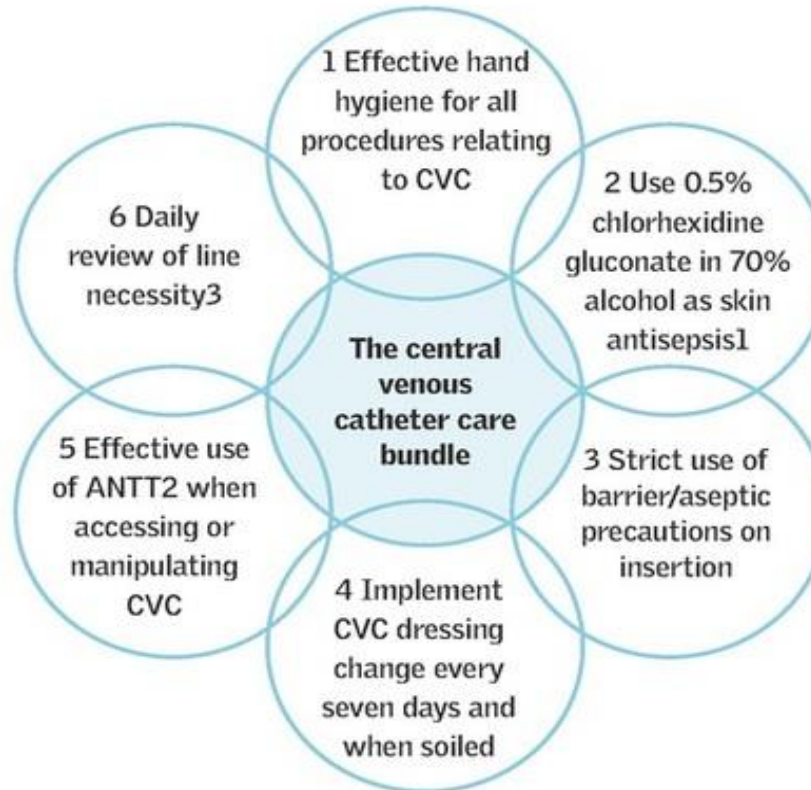 1 Effective hand
hygiene for all
procedures relating
to CVC
2 Use 0.5%
chlorhexidine
gluconate in 70%
alcohol as skin
antisepsis1
3 Strict use of
barrier/aseptic
precautions on
insertion
4 Implement
CVC dressing
change every
seven days and
when soiled
5 Effective use
of ANTT2 when
accessing or
manipulating
CVC
6 Daily
review of line
necessity3
The central
venous
catheter care
bundle